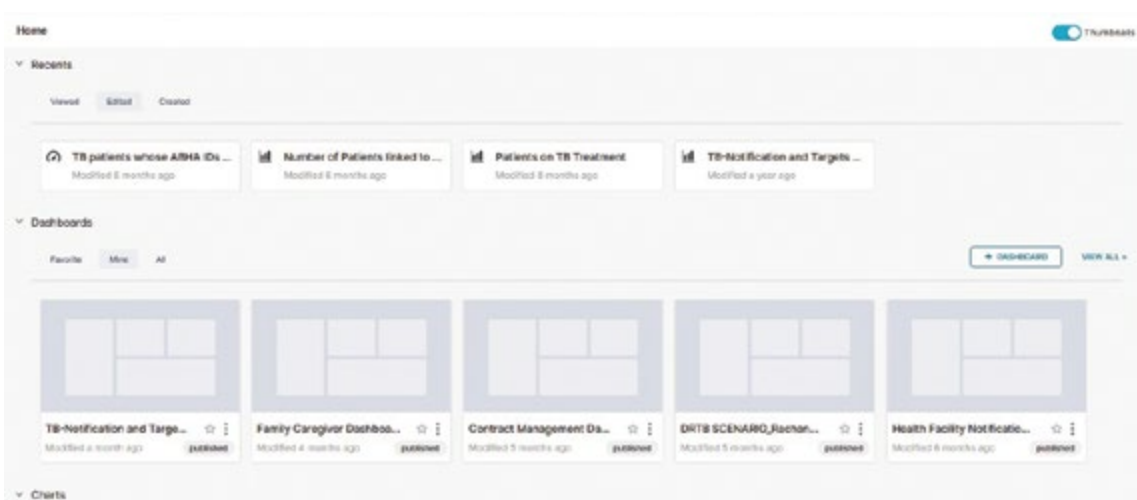 Home
Thumbnails
Recents
Viewed Edited Created
TB patients whose ABHA IDs ...
Modified 6 months ago
Number of Patients linked to ...
Modified 6 months ago
Patients on TB Treatment
Modified 8 months ago
TB-Notification and Targets ...
Modified a year ago
Dashboards
Favorite Mine All
+ DASHBOARD
VIEW ALL »
TB-Notification and Targe...
Modified a month ago published
Family Caregiver Dashboa...
Modified 4 months ago published
Contract Management Da...
Modified 5 months ago published
DRTB SCENARIO_Rachan...
Modified 5 months ago published
Health Facility Notificatio...
Modified 6 months ago published
Charts